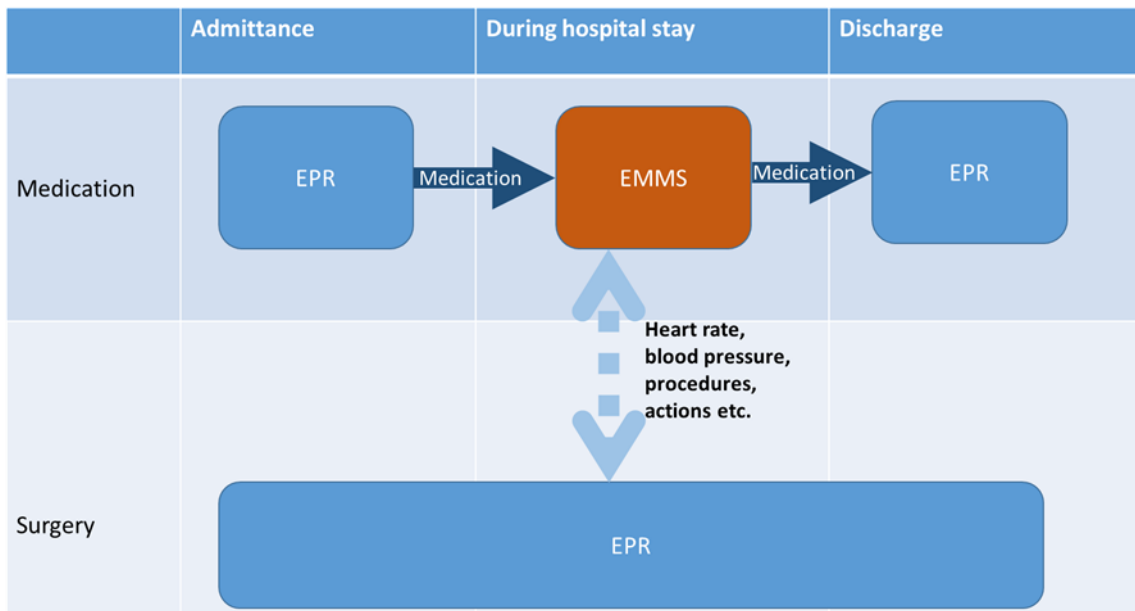 Admittance
During hospital stay
Discharge
Medication
EPR
Medication
EMMS
Medication
EPR
Heart rate,
blood pressure,
procedures,
actions etc.
Surgery
EPR